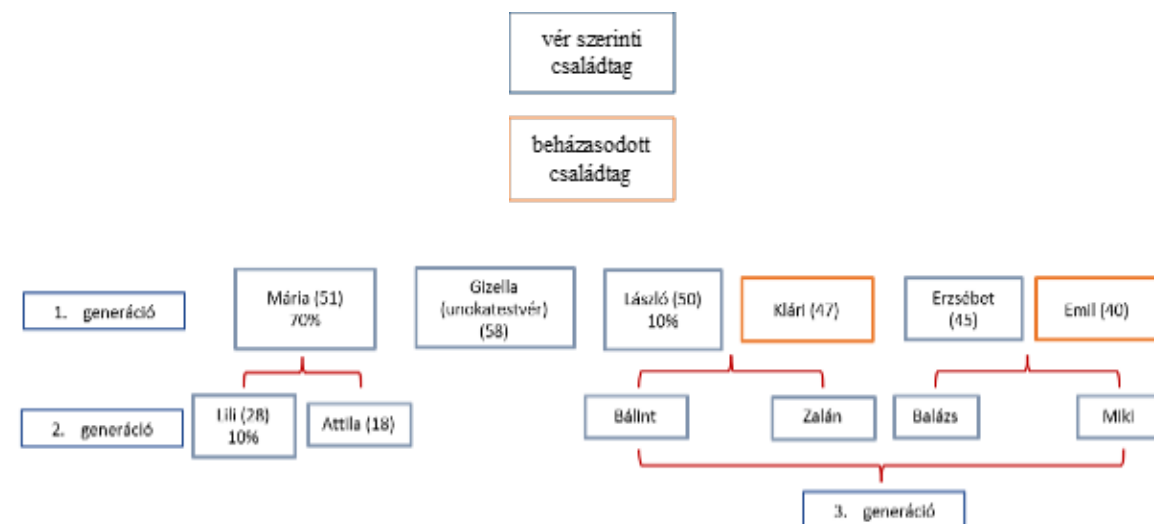 vér szerinti
családtag
beházasodott
családtag
1. generáció
Mária (51)
70%
Gizella
(unokatestvér)
(58)
László (50)
10%
Klári (47)
Erzsébet
(45)
Emil (40)
2. generáció
Lili (28)
10%
Attila (18)
Bálint
Zalán
Balázs
Miki
3. generáció